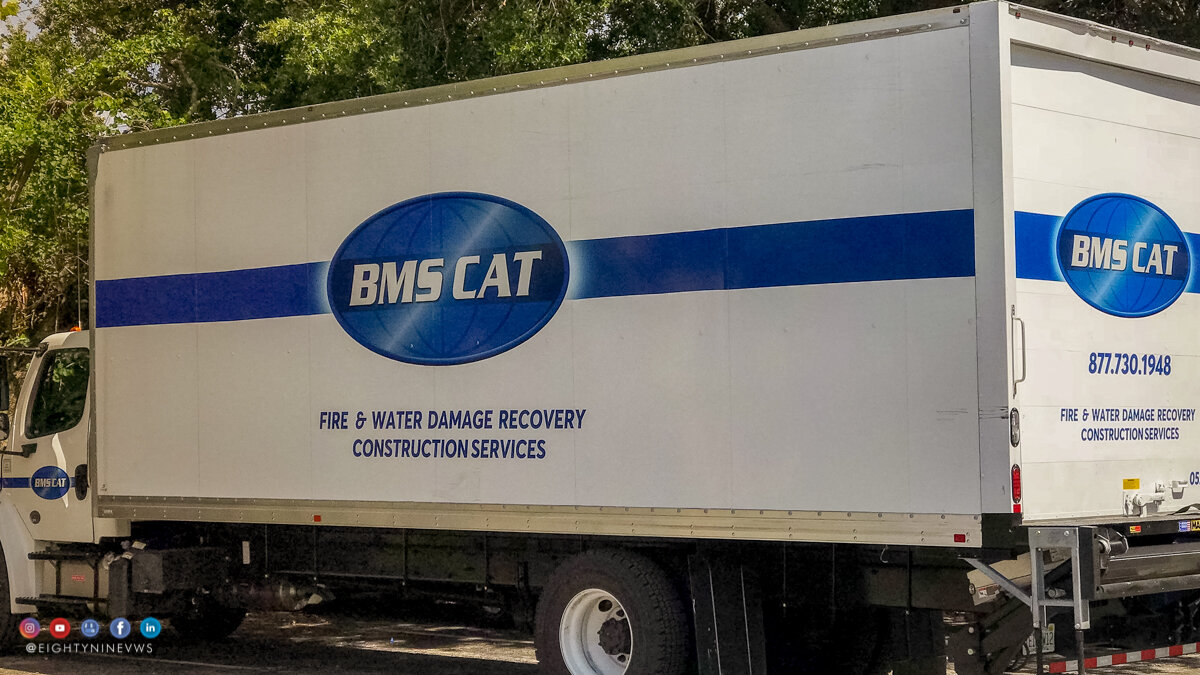 BMS CAT
FIRE & WATER DAMAGE RECOVERY
CONSTRUCTION SERVICES
BMS CAT
877.730.1948
FIRE & WATER DAMAGE RECOVERY
CONSTRUCTION SERVICES
BMS CAT
@EIGHTYNINEVWS